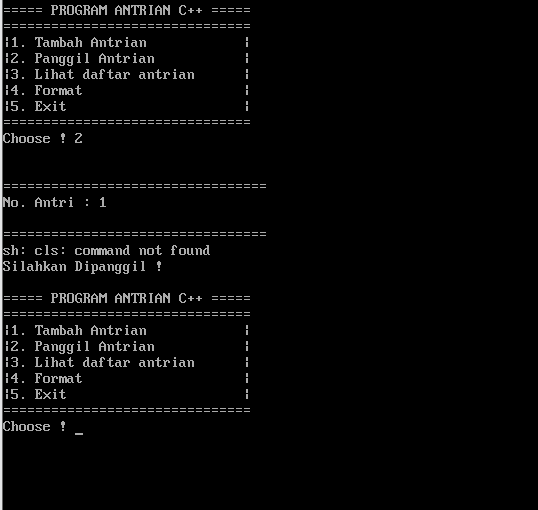 ===== PROGRAM ANTRIAN C++ =====
===============================
¦1. Tambah Antrian            ¦
¦2. Panggil Antrian           ¦
¦3. Lihat daftar antrian      ¦
¦4. Format                    ¦
¦5. Exit                      ¦
===============================
Choose ! 2
=================================
No. Antri : 1
=================================
sh: cls: command not found
Silahkan Dipanggil !
===== PROGRAM ANTRIAN C++ =====
===============================
¦1. Tambah Antrian            ¦
¦2. Panggil Antrian           ¦
¦3. Lihat daftar antrian      ¦
¦4. Format                    ¦
¦5. Exit                      ¦
===============================
Choose ! _